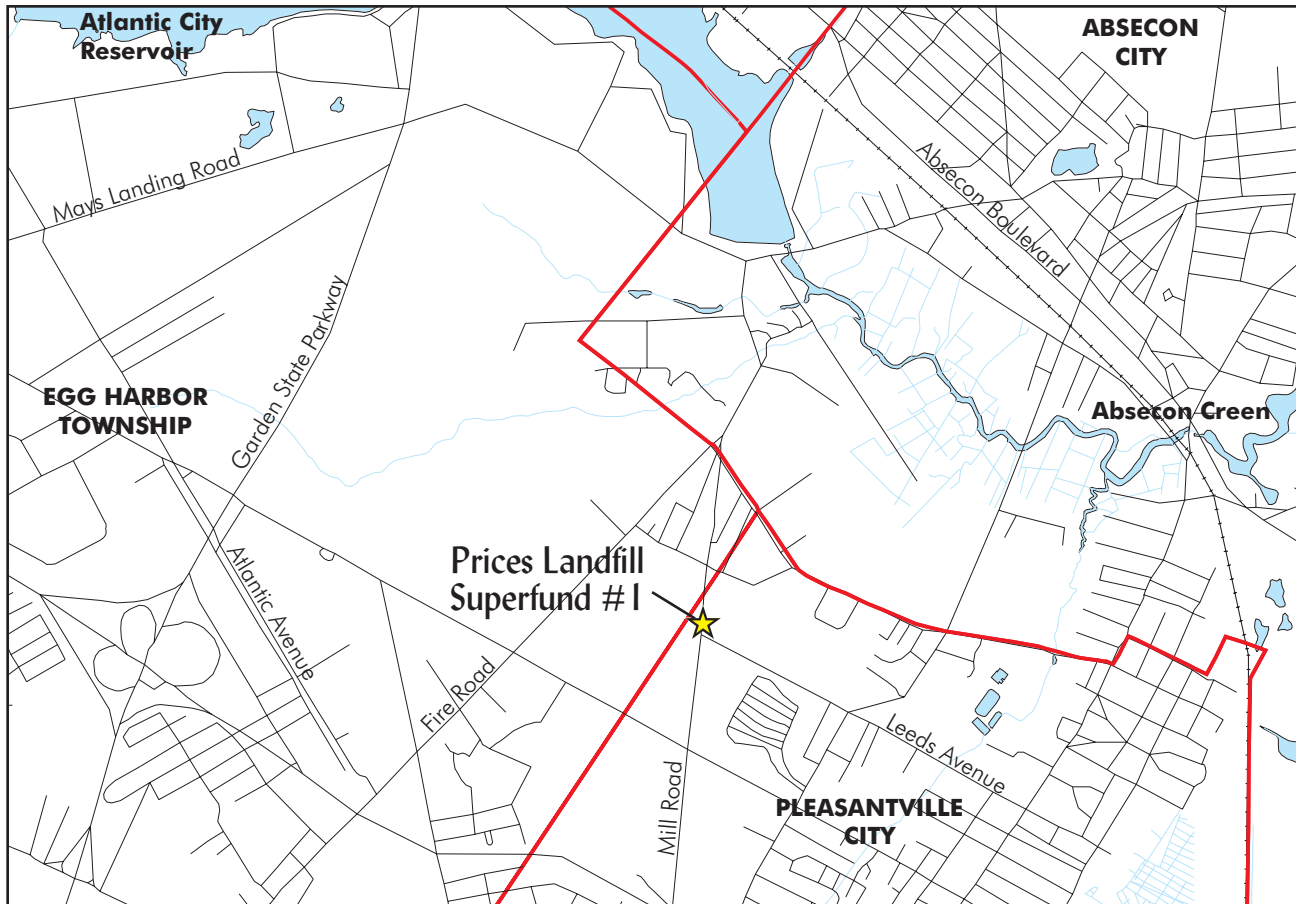 Atlantic City
Reservoir
ABSECON
CITY
Mays Landing Road
Absecon Boulevard
Garden State Parkway
EGG HARBOR
TOWNSHIP
Absecon Creen
Prices Landfill
Superfund #1
Atlantic Avenue
Fire Road
Leeds Avenue
Mill Road
PLEASANTVILLE
CITY